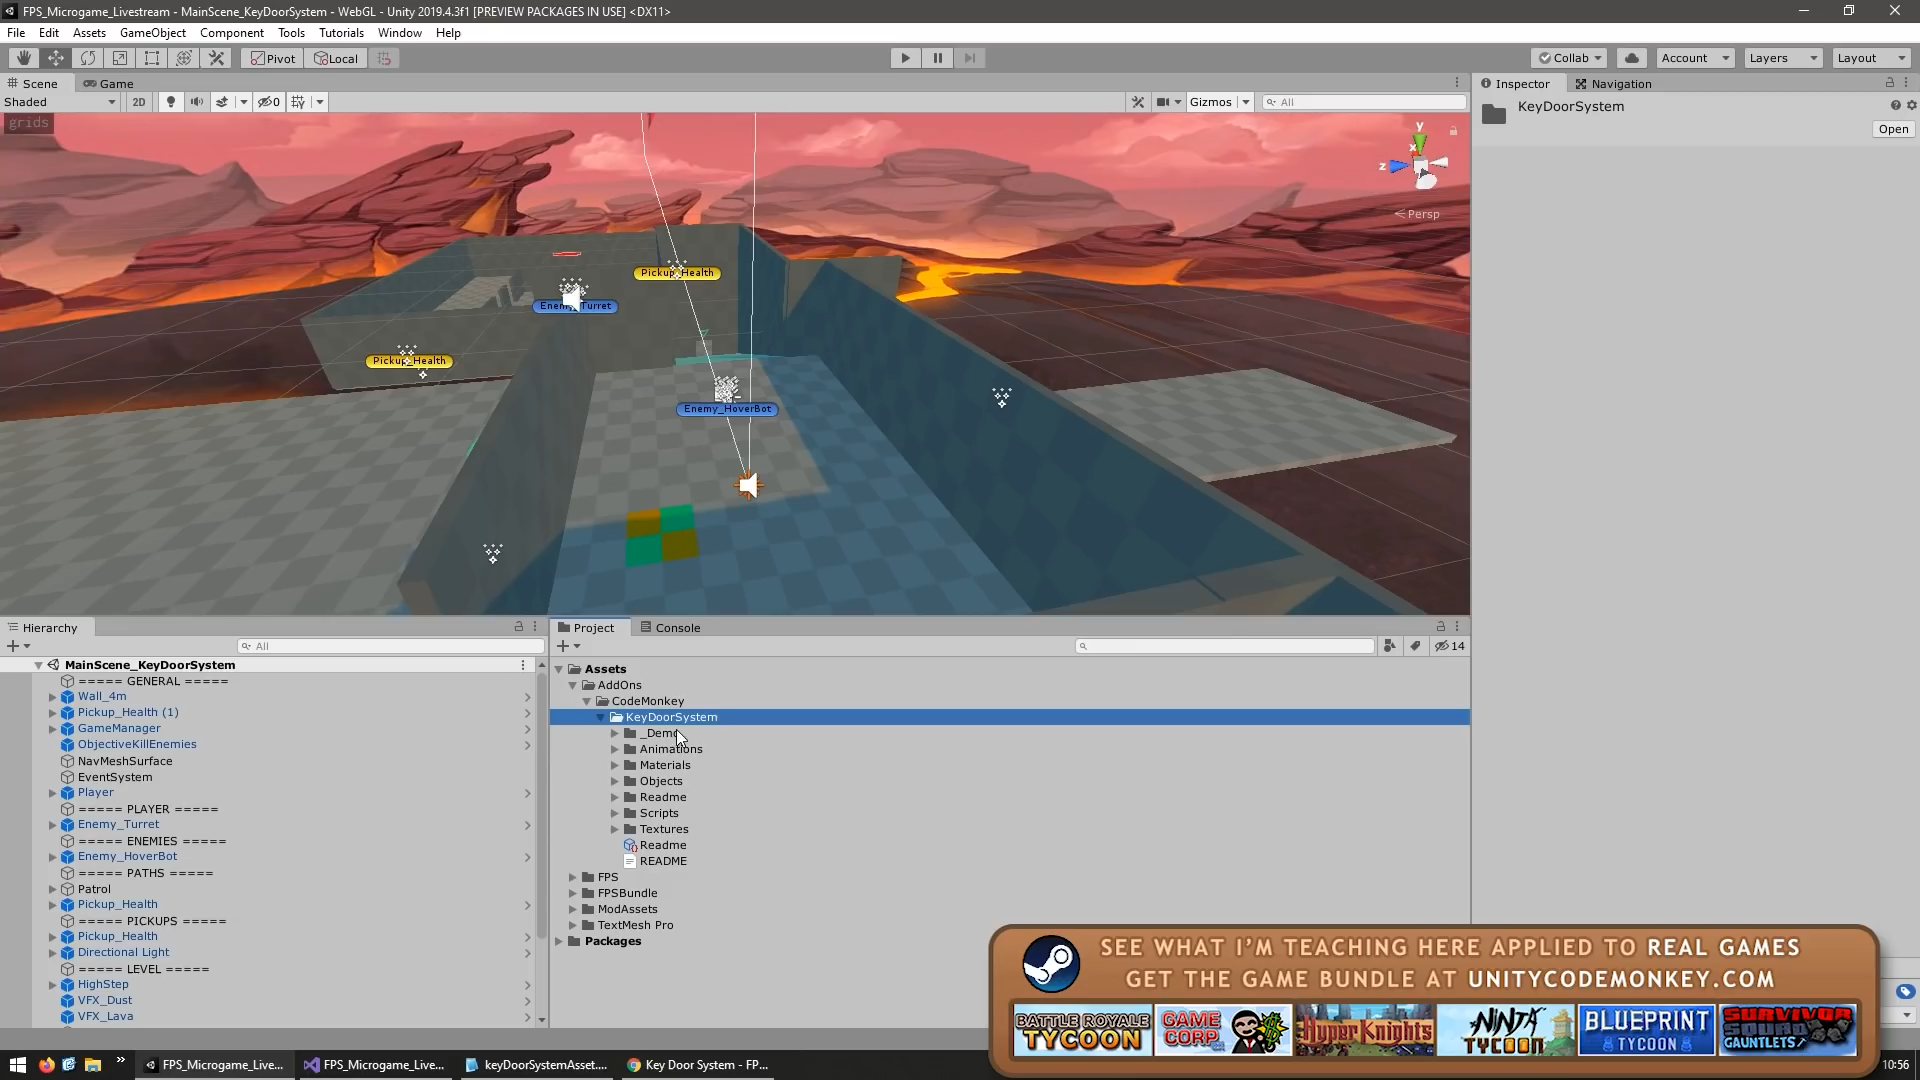 FPS_Microgame_Livestream - MainScene_KeyDoorSystem - WebGL - Unity 2019.4.3f1 [PREVIEW PACKAGES IN USE] <DX11>
File Edit Assets GameObject Component Tools Tutorials Window Help
Pivot Local Collab Account Layers Layout
Scene Game
Shaded 2D 0 Gizmos All
grids
y
x
z
Persp
Pickup_Health
Enemy_Turret
Pickup_Health
Enemy_HoverBot
Inspector Navigation
KeyDoorSystem
Open
Hierarchy
All
MainScene_KeyDoorSystem
===== GENERAL =====
Wall_4m
Pickup_Health (1)
GameManager
ObjectiveKillEnemies
NavMeshSurface
EventSystem
Player
===== PLAYER =====
Enemy_Turret
===== ENEMIES =====
Enemy_HoverBot
===== PATHS =====
Patrol
Pickup_Health
===== PICKUPS =====
Pickup_Health
Directional Light
===== LEVEL =====
HighStep
VFX_Dust
VFX_Lava
Project Console
14
Assets
AddOns
CodeMonkey
KeyDoorSystem
_Demo
Animations
Materials
Objects
Readme
Scripts
Textures
Readme
README
FPS
FPSBundle
ModAssets
TextMesh Pro
Packages
SEE WHAT I'M TEACHING HERE APPLIED TO REAL GAMES
GET THE GAME BUNDLE AT UNITYCODEMONKEY.COM
BATTLE ROYALE TYCOON
GAME CORP
HyperKnights
NINJA TYCOON
BLUEPRINT TYCOON
SURVIVOR SQUAD GAUNTLETS
FPS_Microgame_Live... FPS_Microgame_Live... keyDoorSystemAsset.... Key Door System - FP... 10:56